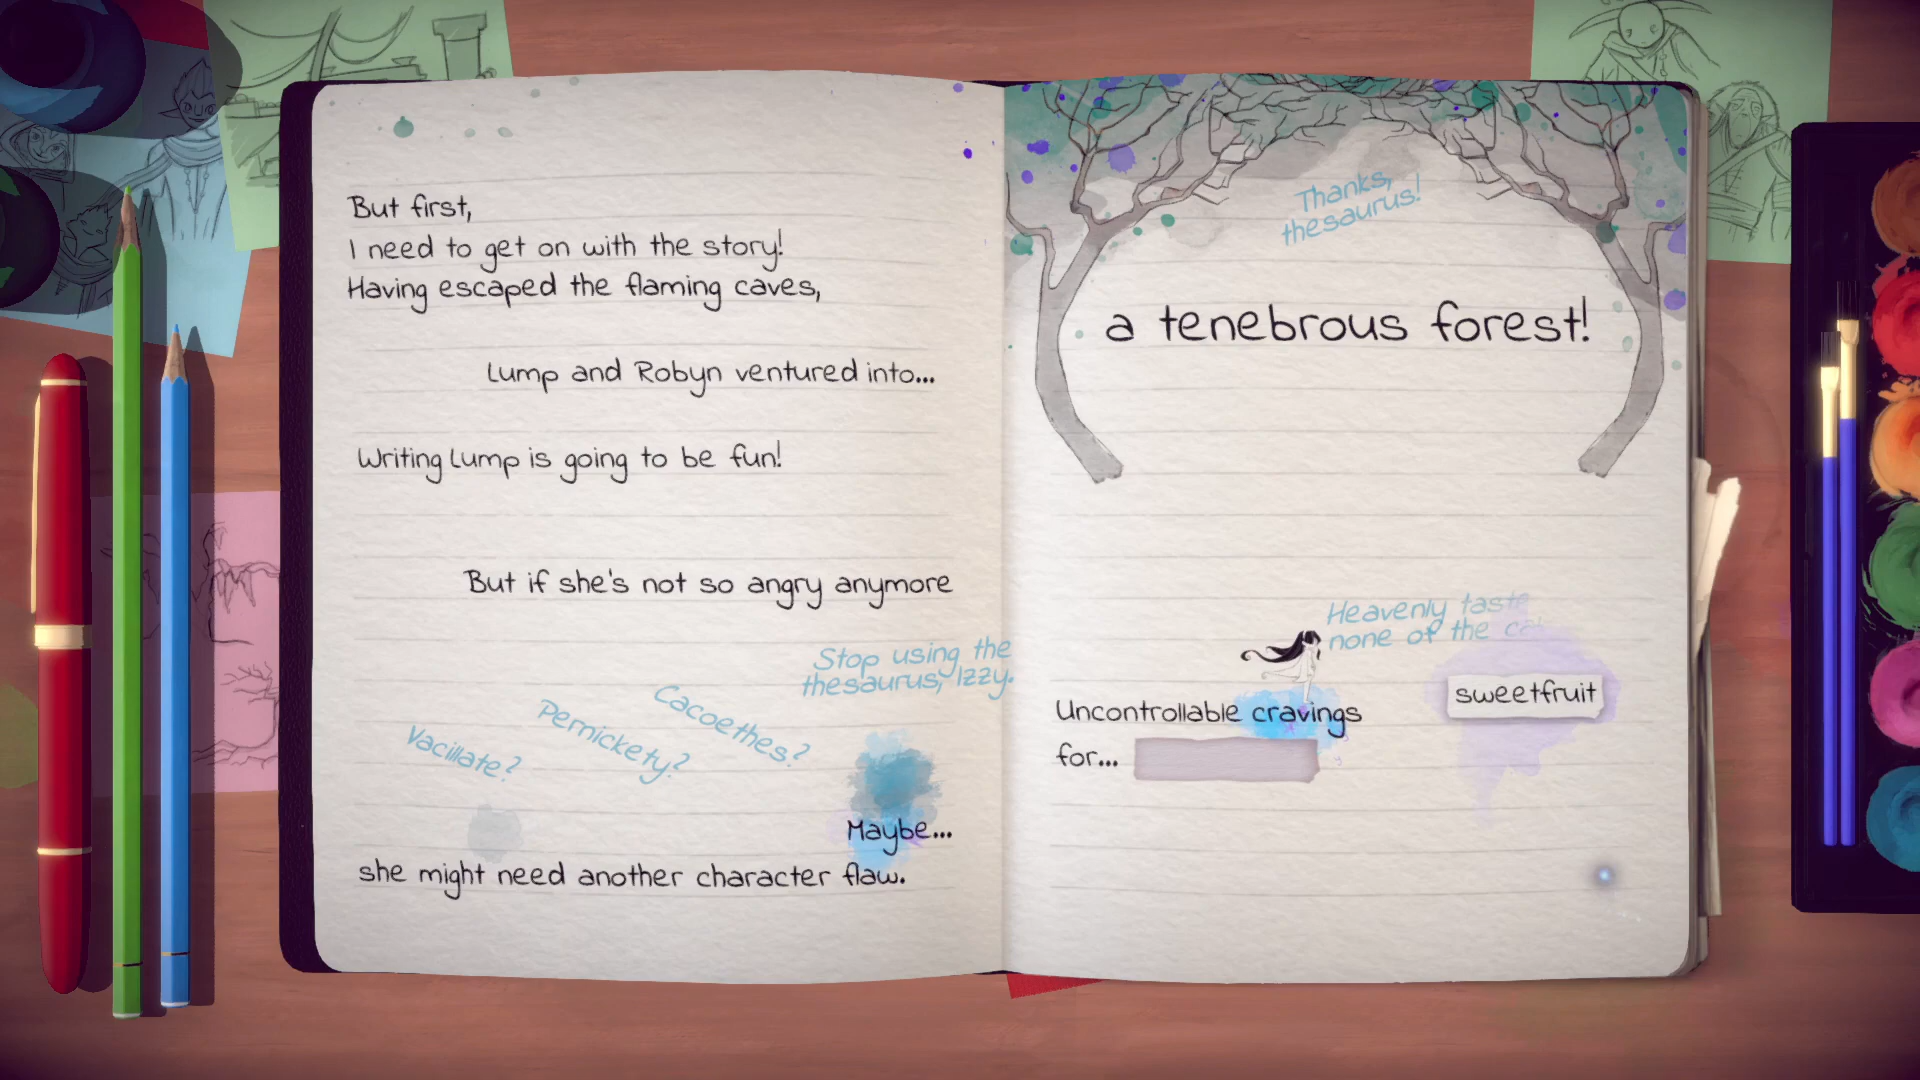 But first,
I need to get on with the story!
Having escaped the flaming caves,
Lump and Robyn ventured into...
Writing Lump is going to be fun!
But if she's not so angry anymore
Stop using the
thesaurus, Izzy.
Cacoethes?
Pernickety?
Vacillate?
Maybe...
she might need another character flaw.
Thanks,
thesaurus!
a tenebrous forest!
Heavenly taste
none of the
sweetfruit
Uncontrollable cravings
for...